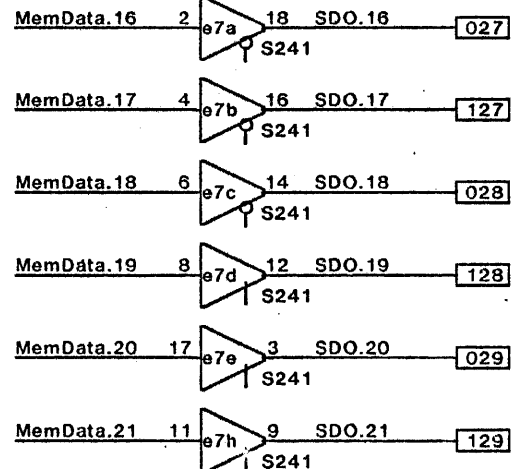 MemData.16 2 e7a 18 SDO.16 027
S241
MemData.17 4 e7b 16 SDO.17 127
S241
MemData.18 6 e7c 14 SDO.18 028
S241
MemData.19 8 e7d 12 SDO.19 128
S241
MemData.20 17 e7e 3 SDO.20 029
S241
MemData.21 11 e7h 9 SDO.21 129
S241